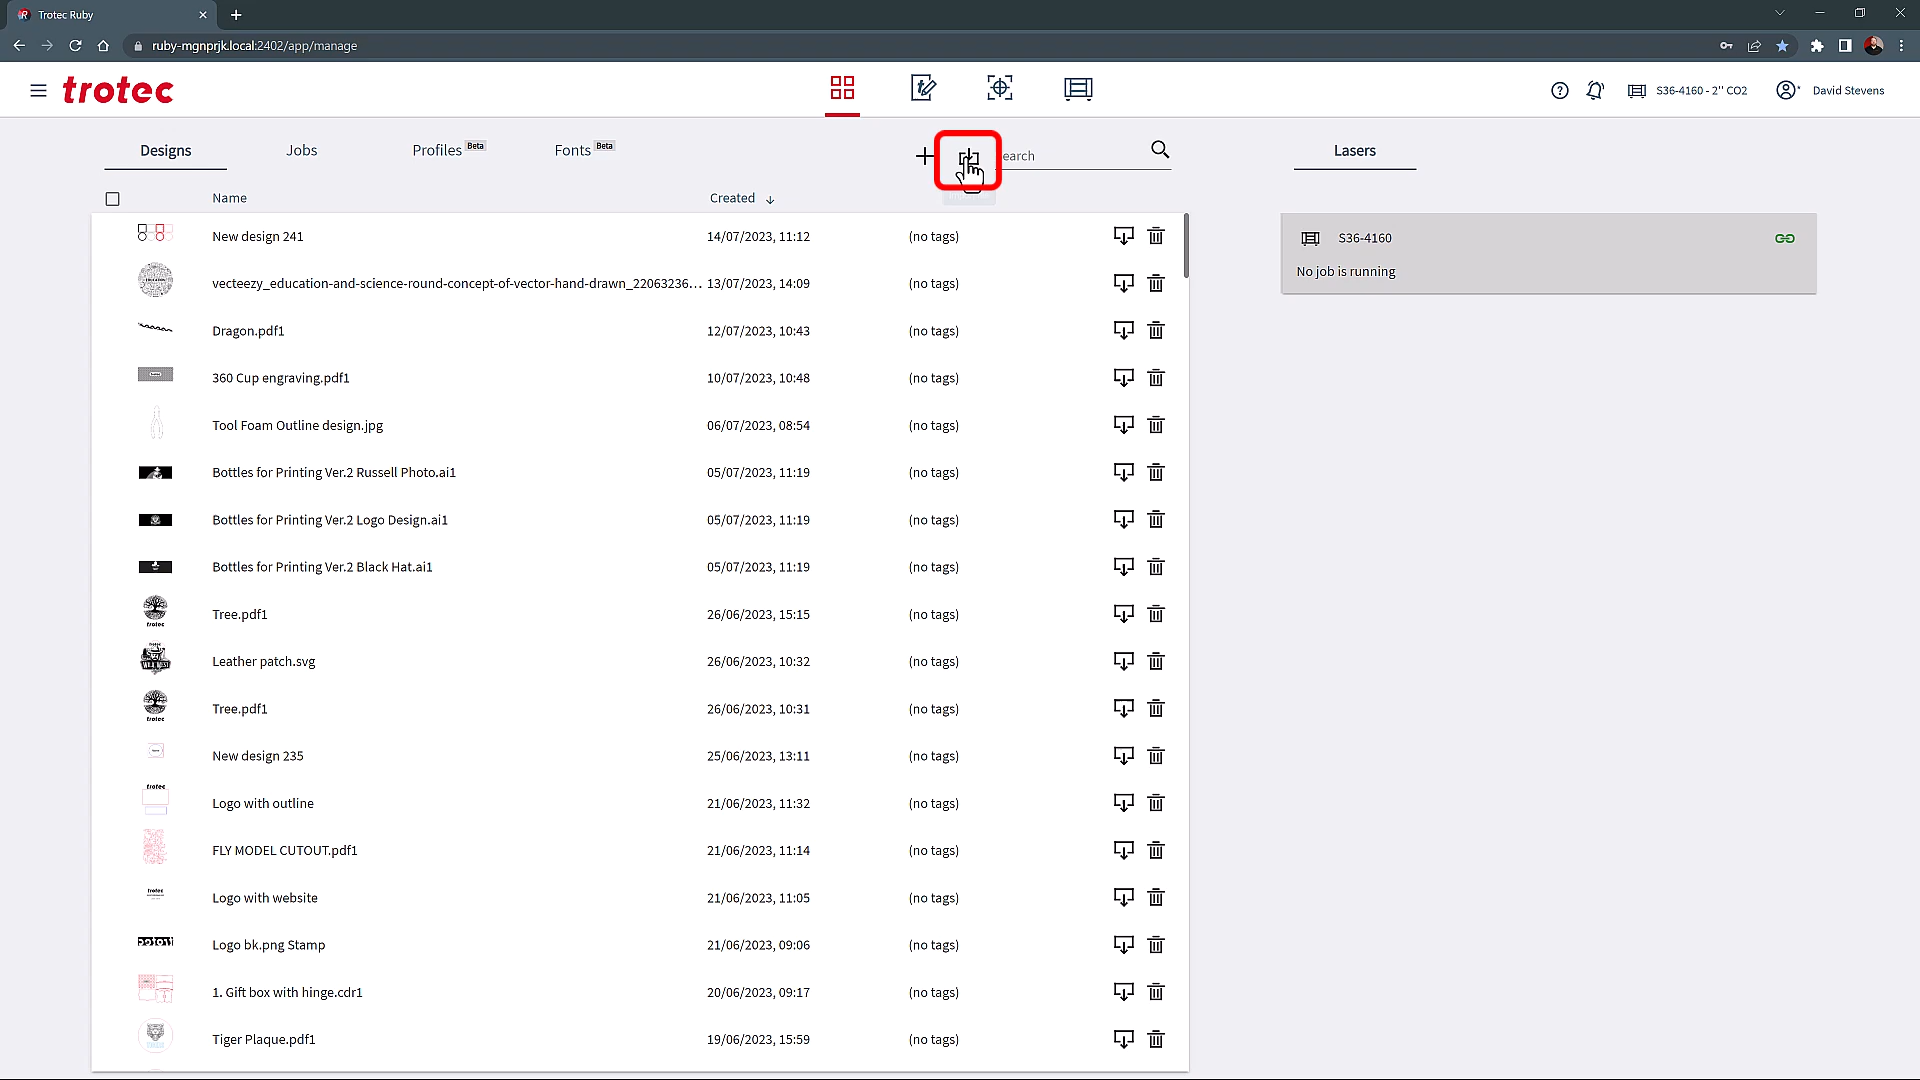 Trotec Ruby
ruby-mgnprjk.local:2402/app/manage
trotec
S36-4160 - 2'' CO2
David Stevens
Designs
Jobs
Profiles Beta
Fonts Beta
earch
Lasers
Name
Created
New design 241 14/07/2023, 11:12 (no tags)
vecteezy_education-and-science-round-concept-of-vector-hand-drawn_22063236... 13/07/2023, 14:09 (no tags)
Dragon.pdf1 12/07/2023, 10:43 (no tags)
360 Cup engraving.pdf1 10/07/2023, 10:48 (no tags)
Tool Foam Outline design.jpg 06/07/2023, 08:54 (no tags)
Bottles for Printing Ver.2 Russell Photo.ai1 05/07/2023, 11:19 (no tags)
Bottles for Printing Ver.2 Logo Design.ai1 05/07/2023, 11:19 (no tags)
Bottles for Printing Ver.2 Black Hat.ai1 05/07/2023, 11:19 (no tags)
Tree.pdf1 26/06/2023, 15:15 (no tags)
Leather patch.svg 26/06/2023, 10:32 (no tags)
Tree.pdf1 26/06/2023, 10:31 (no tags)
New design 235 25/06/2023, 13:11 (no tags)
Logo with outline 21/06/2023, 11:32 (no tags)
FLY MODEL CUTOUT.pdf1 21/06/2023, 11:14 (no tags)
Logo with website 21/06/2023, 11:05 (no tags)
Logo bk.png Stamp 21/06/2023, 09:06 (no tags)
1. Gift box with hinge.cdr1 20/06/2023, 09:17 (no tags)
Tiger Plaque.pdf1 19/06/2023, 15:59 (no tags)
S36-4160
No job is running